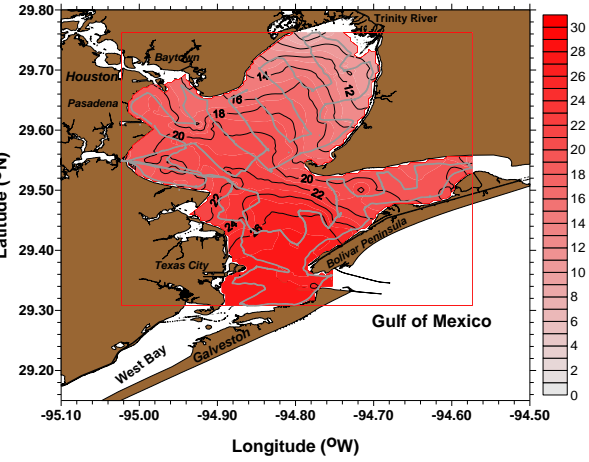 29.80
29.70
29.60
29.50
29.40
29.30
29.20
Latitude (ºN)
Trinity River
Baytown
Houston
Pasadena
14
12
16
18
20
20
22
22
24
Texas City
Bolivar Peninsula
Gulf of Mexico
West Bay
Galveston
-95.10 -95.00 -94.90 -94.80 -94.70 -94.60 -94.50
Longitude (OW)
30
28
26
24
22
20
18
16
14
12
10
8
6
4
2
0